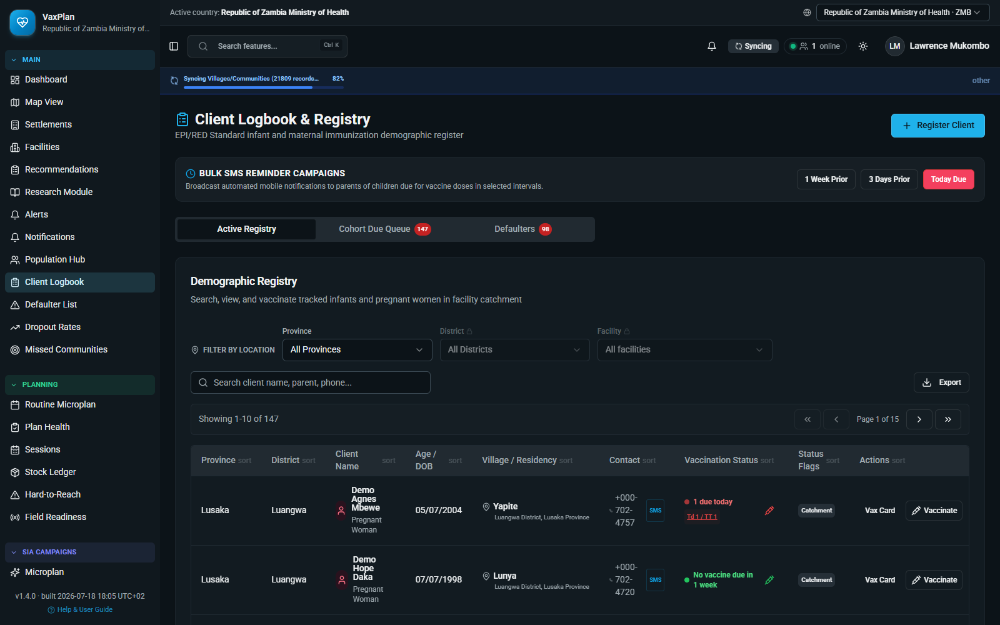 VaxPlan
Republic of Zambia Ministry of...
MAIN
Dashboard
Map View
Settlements
Facilities
Recommendations
Research Module
Alerts
Notifications
Population Hub
Client Logbook
Defaulter List
Dropout Rates
Missed Communities
PLANNING
Routine Microplan
Plan Health
Sessions
Stock Ledger
Hard-to-Reach
Field Readiness
SIA CAMPAIGNS
Microplan
v1.4.0 · built 2026-07-18 18:05 UTC+02
Help & User Guide
Active country: Republic of Zambia Ministry of Health
Republic of Zambia Ministry of Health · ZMB
Search features...
Ctrl K
Syncing
1 online
LM
Lawrence Mukombo
Syncing Villages/Communities (21809 records...
82%
other
Client Logbook & Registry
EPI/RED Standard infant and maternal immunization demographic register
Register Client
BULK SMS REMINDER CAMPAIGNS
Broadcast automated mobile notifications to parents of children due for vaccine doses in selected intervals.
1 Week Prior
3 Days Prior
Today Due
Active Registry
Cohort Due Queue 147
Defaulters 98
Demographic Registry
Search, view, and vaccinate tracked infants and pregnant women in facility catchment
FILTER BY LOCATION
Province
All Provinces
District
All Districts
Facility
All facilities
Search client name, parent, phone...
Export
Showing 1-10 of 147
Page 1 of 15
Province sort
District sort
Client Name sort
Age / DOB sort
Village / Residency sort
Contact sort
Vaccination Status sort
Status Flags sort
Actions sort
Lusaka
Luangwa
Demo
Agnes
Mbewe
Pregnant
Woman
05/07/2004
Yapite
Luangwa District, Lusaka Province
+000-
702-
4757
SMS
1 due today
Td 1 / TT 1
Catchment
Vax Card
Vaccinate
Lusaka
Luangwa
Demo
Hope
Daka
Pregnant
Woman
07/07/1998
Lunya
Luangwa District, Lusaka Province
+000-
702-
4720
SMS
No vaccine due in
1 week
Catchment
Vax Card
Vaccinate